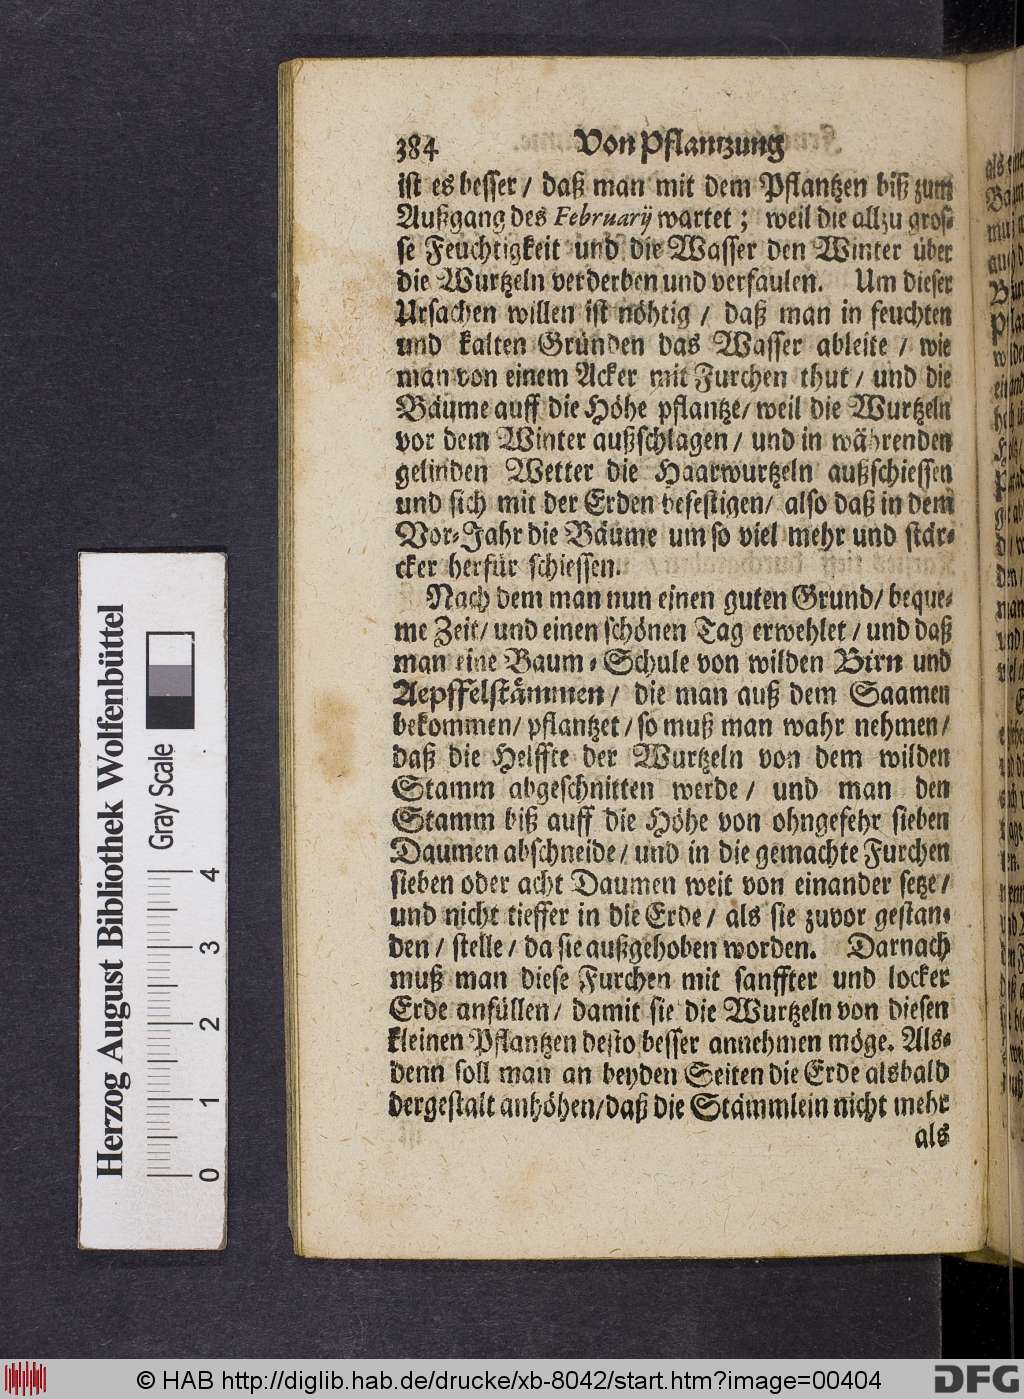 384 Von Pflantzung
ist es besser / daß man mit dem Pflantzen biß zum
Außgang des Februarij wartet ; weil die allzu gros-
se Feuchtigkeit und die Wasser den Winter über
die Wurtzeln verderben und verfaulen. Um dieser
Ursachen willen ist nöhtig / daß man in feuchten
und kalten Gründen das Wasser ableite / wie
man von einem Acker mit Furchen thut / und die
Bäume auff die Höhe pflantze / weil die Wurtzeln
vor dem Winter außschlagen / und in währenden
gelinden Wetter die Haarwurtzeln außschiessen
und sich mit der Erden befestigen / also daß in dem
Vor-Jahr die Bäume um so viel mehr und stär-
cker herfür schiessen.
Nach dem man nun einen guten Grund / beque-
me Zeit / und einen schönen Tag erwehlet / und daß
man eine Baum-Schule von wilden Birn und
Aepffelstämmen / die man auß dem Saamen
bekommen / pflantzet / so muß man wahr nehmen /
daß die Helffte der Wurtzeln von dem wilden
Stamm abgeschnitten werde / und man den
Stamm biß auff die Höhe von ohngefehr sieben
Daumen abschneide / und in die gemachte Furchen
sieben oder acht Daumen weit von einander setze /
und nicht tieffer in die Erde / als sie zuvor gestan-
den / stelle / da sie außgehoben worden. Darnach
muß man diese Furchen mit sanffter und locker
Erde anfüllen / damit sie die Wurtzeln von diesen
kleinen Pflantzen desto besser annehmen möge. Als-
denn soll man an beyden Seiten die Erde alsbald
dergestalt anhöhen / daß die Stämmlein nicht mehr
als
Herzog August Bibliothek Wolfenbüttel
Gray Scale
0 1 2 3 4
© HAB http://diglib.hab.de/drucke/xb-8042/start.htm?image=00404
DFG